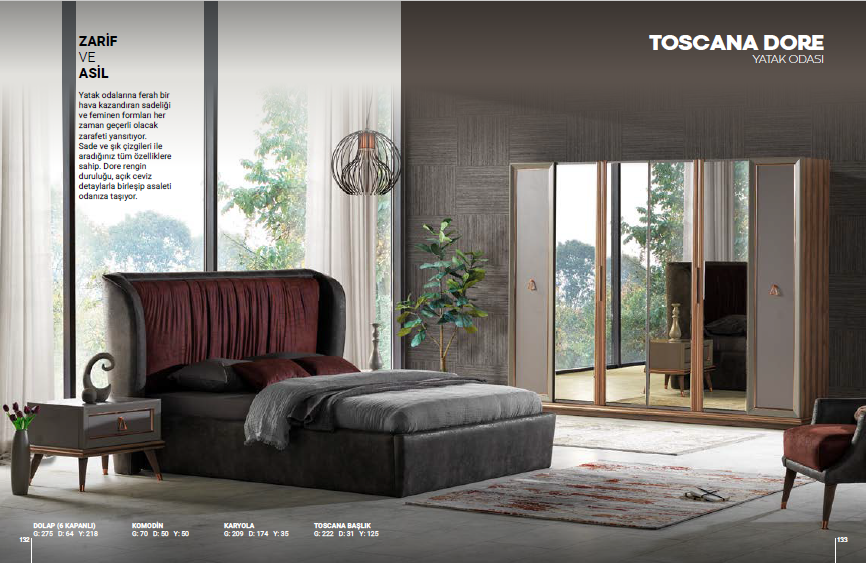 ZARİF
VE
ASİL
Yatak odalarına ferah bir
hava kazandıran sadeliği
ve feminen formları her
zaman geçerli olacak
zarafeti yansıtıyor.
Sade ve şık çizgileri ile
aradığınız tüm özelliklere
sahip. Dore rengin
duruluğu, açık ceviz
detaylarla birleşip asaleti
odanıza taşıyor.
TOSCANA DORE
YATAK ODASI
DOLAP (6 KAPANLI)
G: 275 D: 64 Y: 218
KOMODİN
G: 70 D: 50 Y: 50
KARYOLA
G: 209 D: 174 Y: 35
TOSCANA BAŞLIK
G: 222 D: 31 Y: 125
132
133